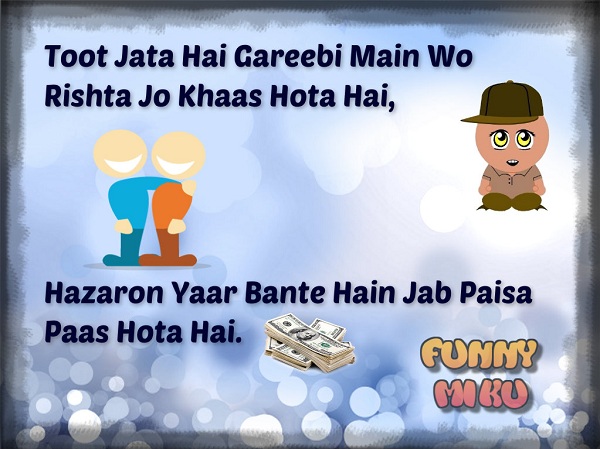 Toot Jata Hai Gareebi Main Wo
Rishta Jo Khaas Hota Hai,
Hazaron Yaar Bante Hain Jab Paisa
Paas Hota Hai.
FUNNY
MIKU